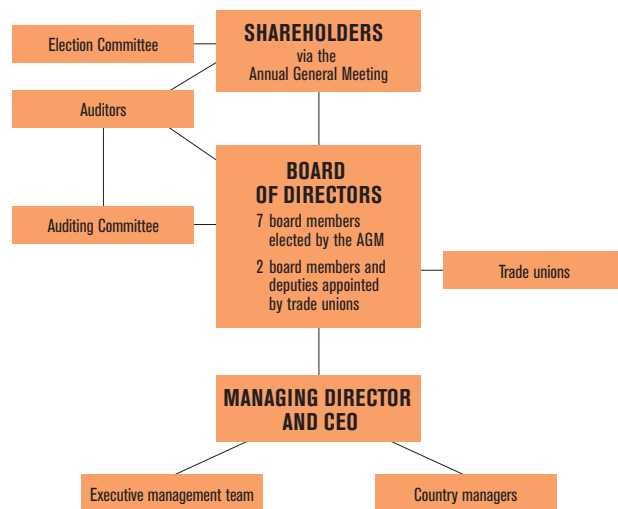 Election Committee
SHAREHOLDERS
via the
Annual General Meeting
Auditors
BOARD
OF DIRECTORS
7 board members
elected by the AGM
2 board members and
deputies appointed
by trade unions
Auditing Committee
Trade unions
MANAGING DIRECTOR
AND CEO
Executive management team
Country managers